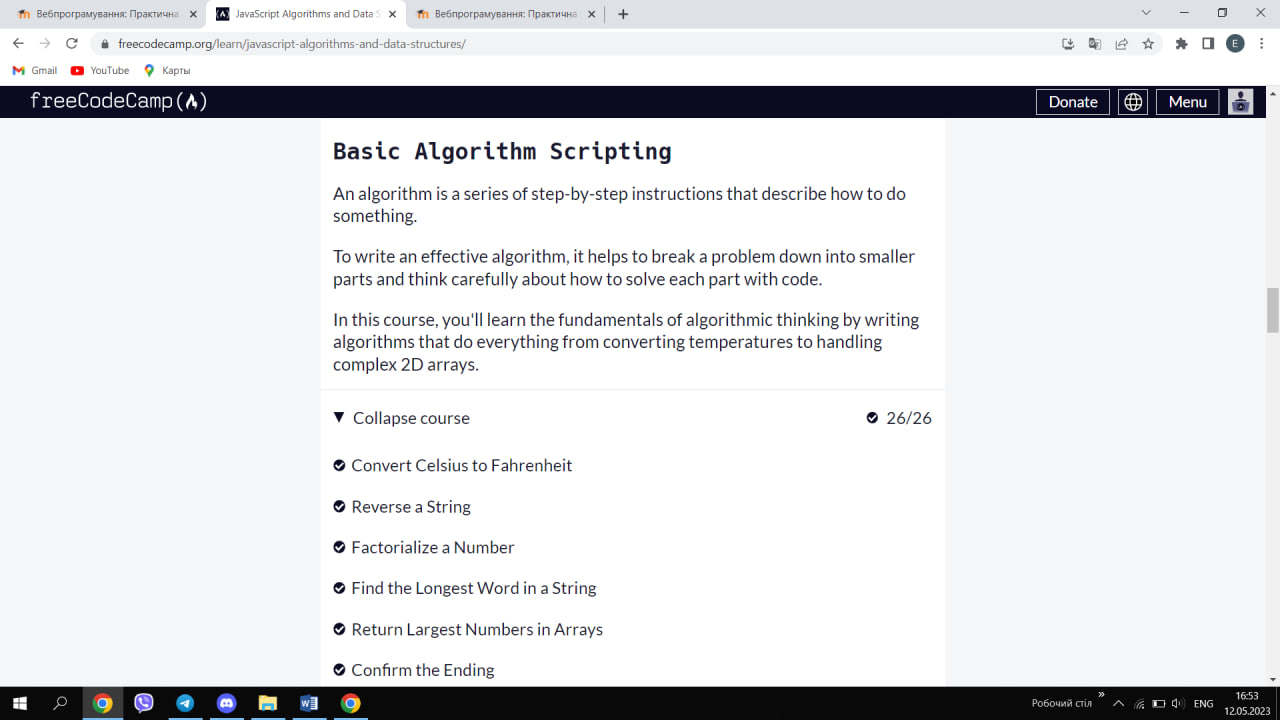 Вебпрограмування: Практична
JavaScript Algorithms and Data S
Вебпрограмування: Практична
freecodecamp.org/learn/javascript-algorithms-and-data-structures/
E
Gmail
YouTube
Карты
freeCodeCamp
Donate
Menu
Basic Algorithm Scripting
An algorithm is a series of step-by-step instructions that describe how to do
something.
To write an effective algorithm, it helps to break a problem down into smaller
parts and think carefully about how to solve each part with code.
In this course, you'll learn the fundamentals of algorithmic thinking by writing
algorithms that do everything from converting temperatures to handling
complex 2D arrays.
Collapse course
26/26
Convert Celsius to Fahrenheit
Reverse a String
Factorialize a Number
Find the Longest Word in a String
Return Largest Numbers in Arrays
Confirm the Ending
Робочий стіл
ENG
16:53
12.05.2023